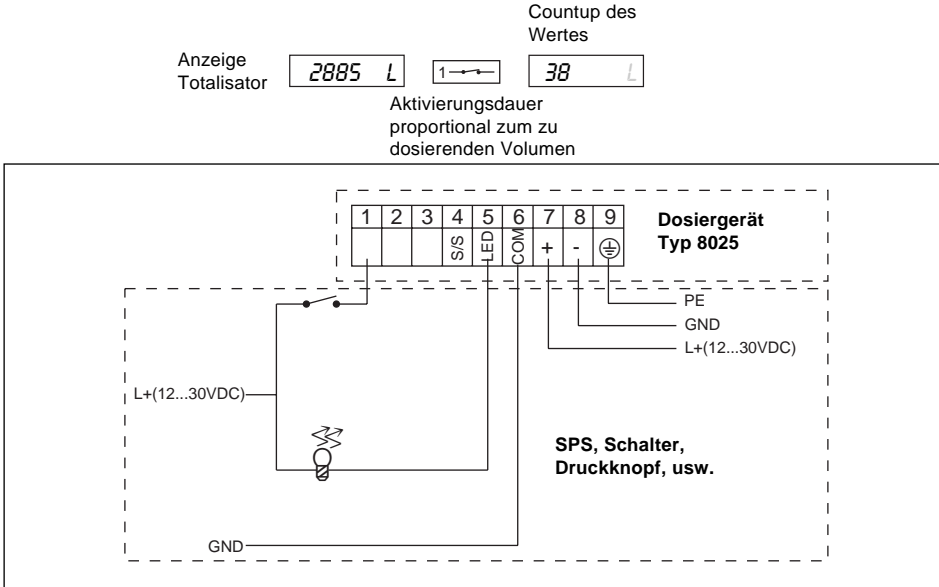 Countup des
Wertes
Anzeige
Totalisator
2885 L
1
38 L
Aktivierungsdauer
proportional zum zu
dosierenden Volumen
1 2 3 4 5 6 7 8 9
S/S LED COM + -
Dosiergerät
Typ 8025
PE
GND
L+(12...30VDC)
L+(12...30VDC)
SPS, Schalter,
Druckknopf, usw.
GND